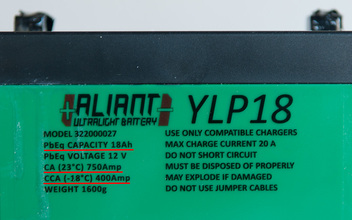 ALIANT YLP18
ULTRALIGHT BATTERY
MODEL 322000027
PbEq CAPACITY 18Ah
PbEq VOLTAGE 12 V
CA (23°C) 750Amp
CCA (-18°C) 400Amp
WEIGHT 1600g
USE ONLY COMPATIBLE CHARGERS
MAX CHARGE CURRENT 20 A
DO NOT SHORT CIRCUIT
MUST BE DISPOSED OF PROPERLY
MAY EXPLODE IF DAMAGED
DO NOT USE JUMPER CABLES